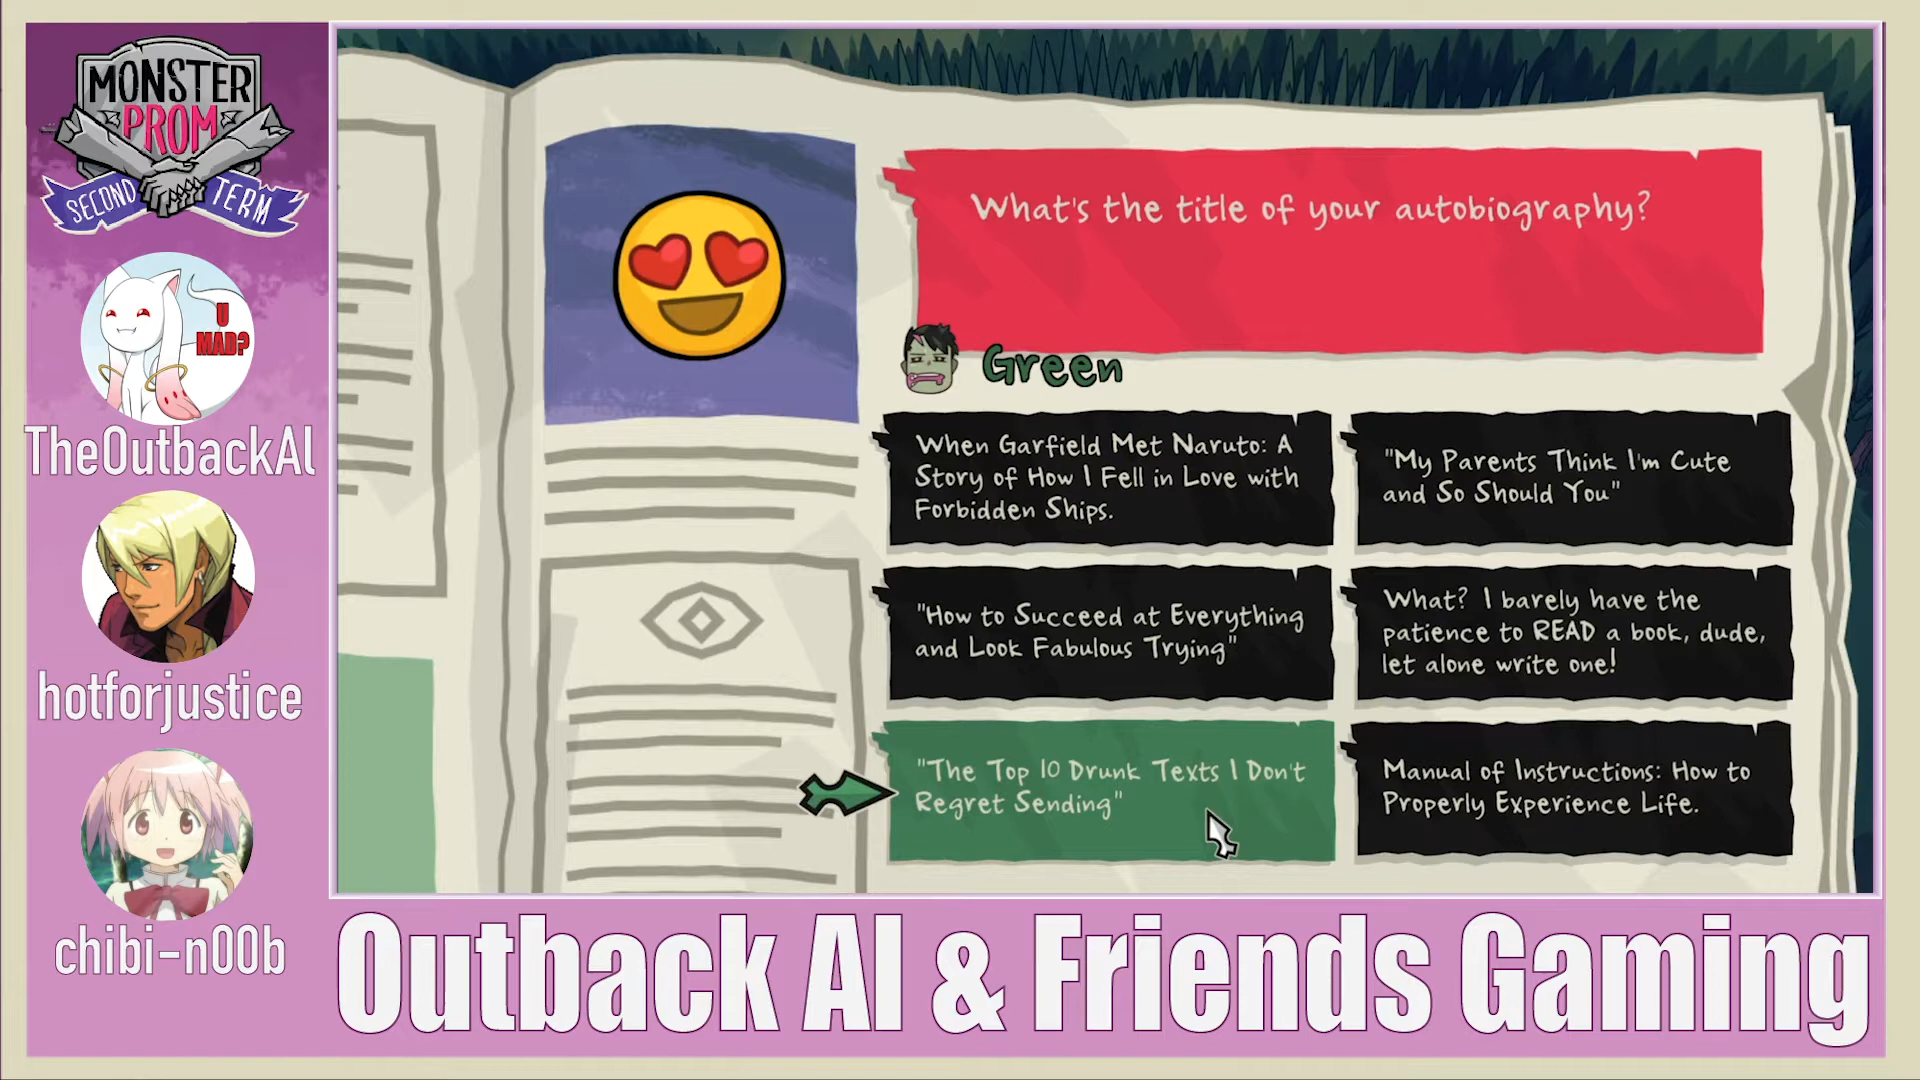 MONSTER
PROM
SECOND TERM
U
MAD?
TheOutbackAl
hotforjustice
chibi-n00b
What's the title of your autobiography?
Green
When Garfield Met Naruto: A
Story of How I Fell in Love with
Forbidden Ships.
"My Parents Think I'm Cute
and So Should You"
"How to Succeed at Everything
and Look Fabulous Trying"
What? I barely have the
patience to READ a book, dude,
let alone write one!
"The Top 10 Drunk Texts I Don't
Regret Sending"
Manual of Instructions: How to
Properly Experience Life.
Outback Al & Friends Gaming